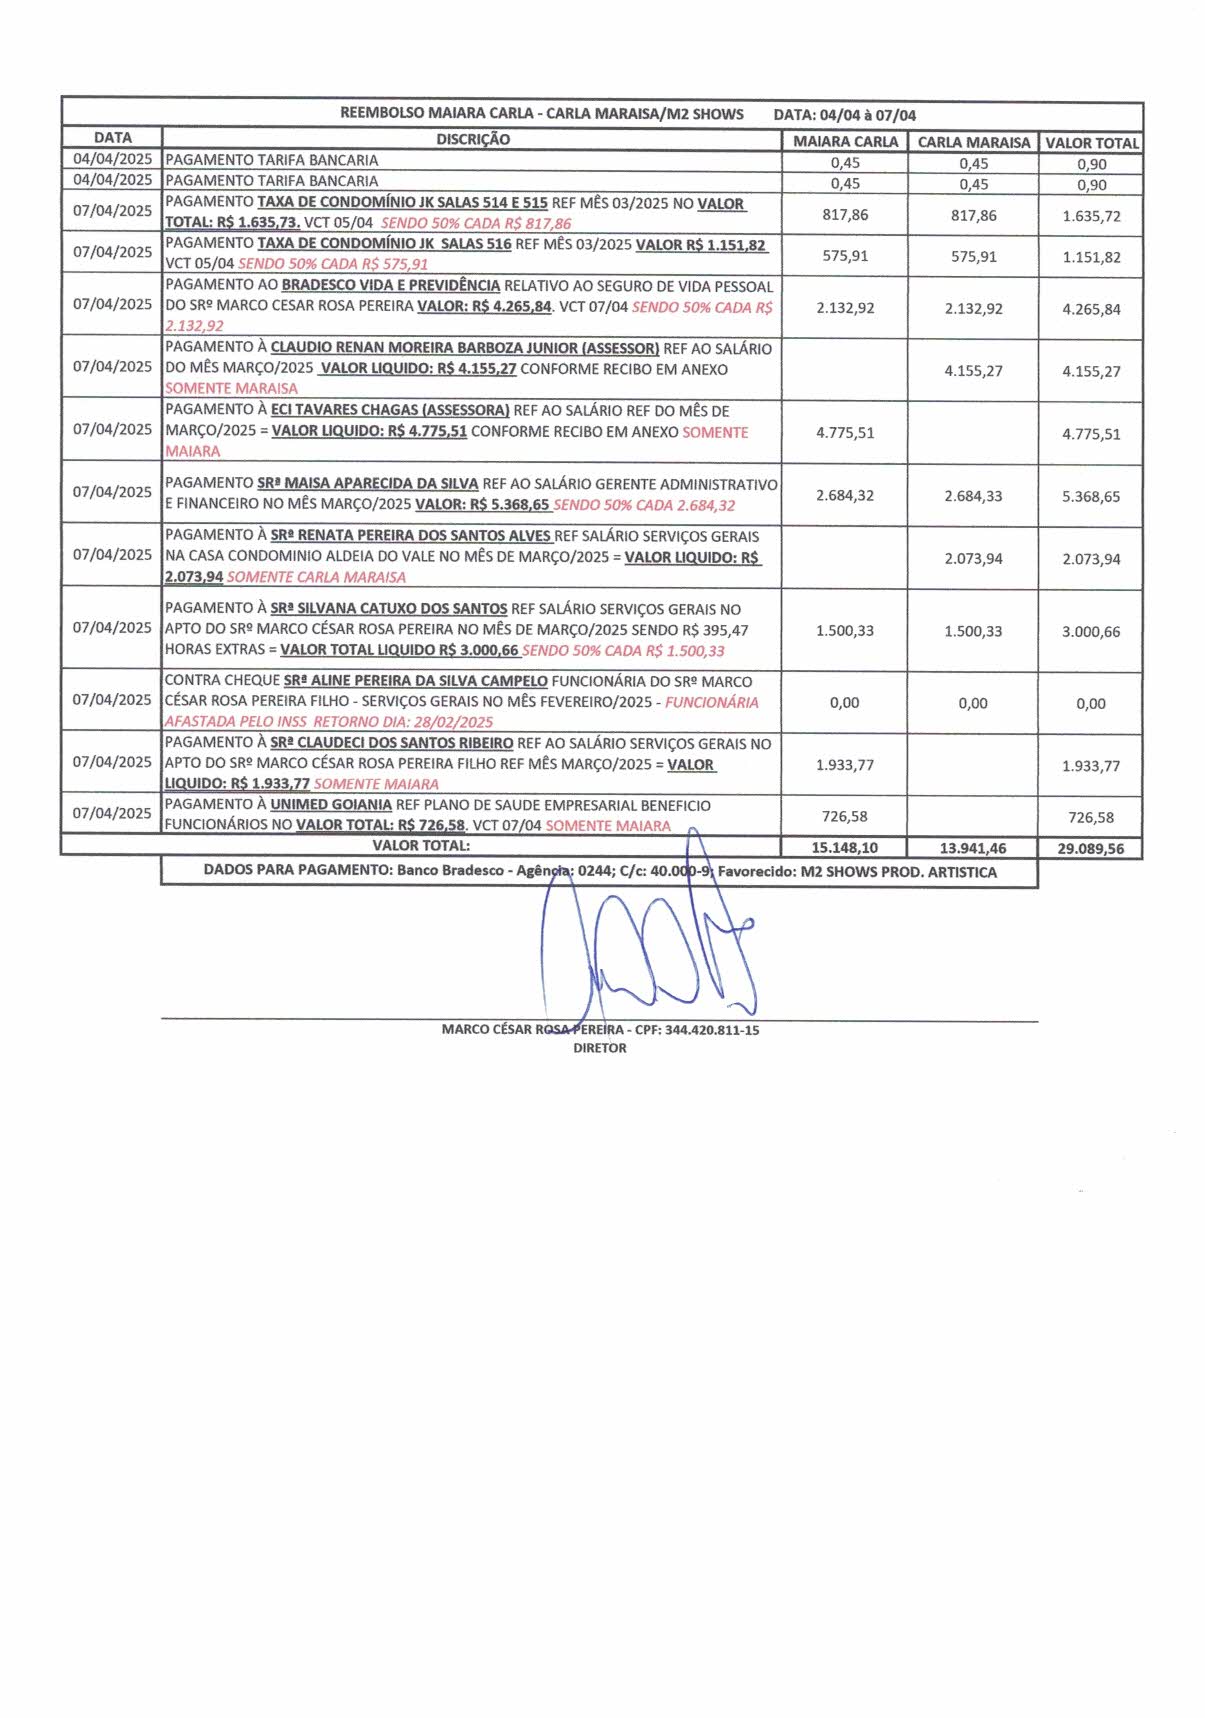 REEMBOLSO MAIARA CARLA - CARLA MARAISA/M2 SHOWS DATA: 04/04 à 07/04
DATA DISCRIÇÃO MAIARA CARLA CARLA MARAISA VALOR TOTAL
04/04/2025 PAGAMENTO TARIFA BANCARIA 0,45 0,45 0,90
04/04/2025 PAGAMENTO TARIFA BANCARIA 0,45 0,45 0,90
07/04/2025 PAGAMENTO TAXA DE CONDOMÍNIO JK SALAS 514 E 515 REF MÊS 03/2025 NO VALOR
TOTAL: R$ 1.635,73. VCT 05/04 SENDO 50% CADA R$ 817,86 817,86 817,86 1.635,72
07/04/2025 PAGAMENTO TAXA DE CONDOMÍNIO JK SALAS 516 REF MÊS 03/2025 VALOR R$ 1.151,82
VCT 05/04 SENDO 50% CADA R$ 575,91 575,91 575,91 1.151,82
PAGAMENTO AO BRADESCO VIDA E PREVIDÊNCIA RELATIVO AO SEGURO DE VIDA PESSOAL
07/04/2025 DO SRº MARCO CESAR ROSA PEREIRA VALOR: R$ 4.265,84. VCT 07/04 SENDO 50% CADA R$ 2.132,92 2.132,92 4.265,84
2.132,92
PAGAMENTO À CLAUDIO RENAN MOREIRA BARBOZA JUNIOR (ASSESSOR) REF AO SALÁRIO
07/04/2025 DO MÊS MARÇO/2025 VALOR LIQUIDO: R$ 4.155,27 CONFORME RECIBO EM ANEXO 4.155,27 4.155,27
SOMENTE MARAISA
PAGAMENTO À ECI TAVARES CHAGAS (ASSESSORA) REF AO SALÁRIO REF DO MÊS DE
07/04/2025 MARÇO/2025 = VALOR LIQUIDO: R$ 4.775,51 CONFORME RECIBO EM ANEXO SOMENTE 4.775,51 4.775,51
MAIARA
07/04/2025 PAGAMENTO SRª MAISA APARECIDA DA SILVA REF AO SALÁRIO GERENTE ADMINISTRATIVO
E FINANCEIRO NO MÊS MARÇO/2025 VALOR: R$ 5.368,65 SENDO 50% CADA 2.684,32 2.684,32 2.684,33 5.368,65
PAGAMENTO À SRª RENATA PEREIRA DOS SANTOS ALVES REF SALÁRIO SERVIÇOS GERAIS
07/04/2025 NA CASA CONDOMINIO ALDEIA DO VALE NO MÊS DE MARÇO/2025 = VALOR LIQUIDO: R$ 2.073,94 2.073,94
2.073,94 SOMENTE CARLA MARAISA
PAGAMENTO À SRª SILVANA CATUXO DOS SANTOS REF SALÁRIO SERVIÇOS GERAIS NO
07/04/2025 APTO DO SRº MARCO CÉSAR ROSA PEREIRA NO MÊS DE MARÇO/2025 SENDO R$ 395,47 1.500,33 1.500,33 3.000,66
HORAS EXTRAS = VALOR TOTAL LIQUIDO R$ 3.000,66 SENDO 50% CADA R$ 1.500,33
CONTRA CHEQUE SRª ALINE PEREIRA DA SILVA CAMPELO FUNCIONÁRIA DO SRº MARCO
07/04/2025 CÉSAR ROSA PEREIRA FILHO - SERVIÇOS GERAIS NO MÊS FEVEREIRO/2025 - FUNCIONÁRIA 0,00 0,00 0,00
AFASTADA PELO INSS RETORNO DIA: 28/02/2025
PAGAMENTO À SRª CLAUDECI DOS SANTOS RIBEIRO REF AO SALÁRIO SERVIÇOS GERAIS NO
07/04/2025 APTO DO SRº MARCO CÉSAR ROSA PEREIRA FILHO REF MÊS MARÇO/2025 = VALOR 1.933,77 1.933,77
LIQUIDO: R$ 1.933,77 SOMENTE MAIARA
07/04/2025 PAGAMENTO À UNIMED GOIANIA REF PLANO DE SAUDE EMPRESARIAL BENEFICIO
FUNCIONÁRIOS NO VALOR TOTAL: R$ 726,58. VCT 07/04 SOMENTE MAIARA 726,58 726,58
VALOR TOTAL: 15.148,10 13.941,46 29.089,56
DADOS PARA PAGAMENTO: Banco Bradesco - Agência: 0244; C/c: 40.000-9; Favorecido: M2 SHOWS PROD. ARTISTICA
MARCO CÉSAR ROSA PEREIRA - CPF: 344.420.811-15
DIRETOR